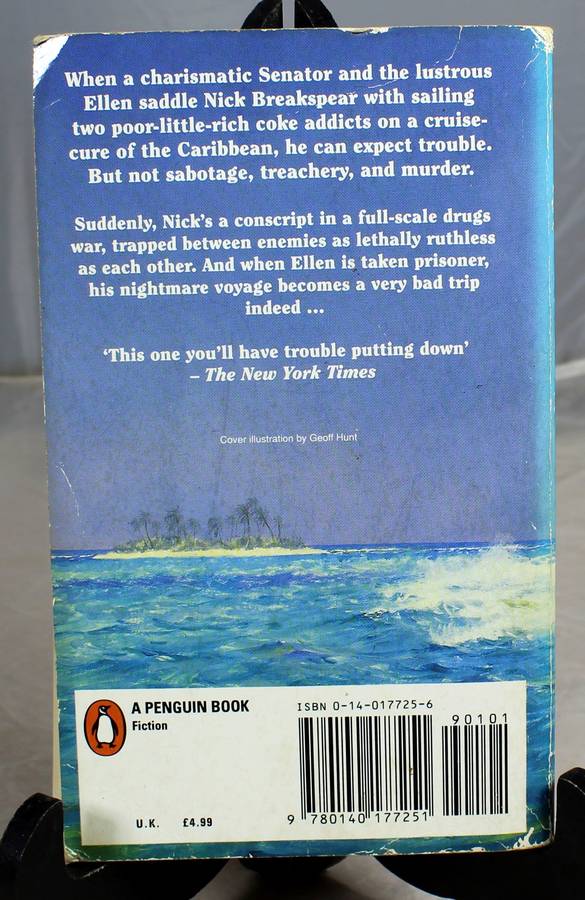 When a charismatic Senator and the lustrous
Ellen saddle Nick Breakspear with sailing
two poor-little-rich coke addicts on a cruise-
cure of the Caribbean, he can expect trouble.
But not sabotage, treachery, and murder.
Suddenly, Nick's a conscript in a full-scale drugs
war, trapped between enemies as lethally ruthless
as each other. And when Ellen is taken prisoner,
his nightmare voyage becomes a very bad trip
indeed ...
‘This one you'll have trouble putting down’
– The New York Times
Cover illustration by Geoff Hunt
A PENGUIN BOOK
Fiction
U.K. £4.99
ISBN 0-14-017725-6
90101
9 780140 177251